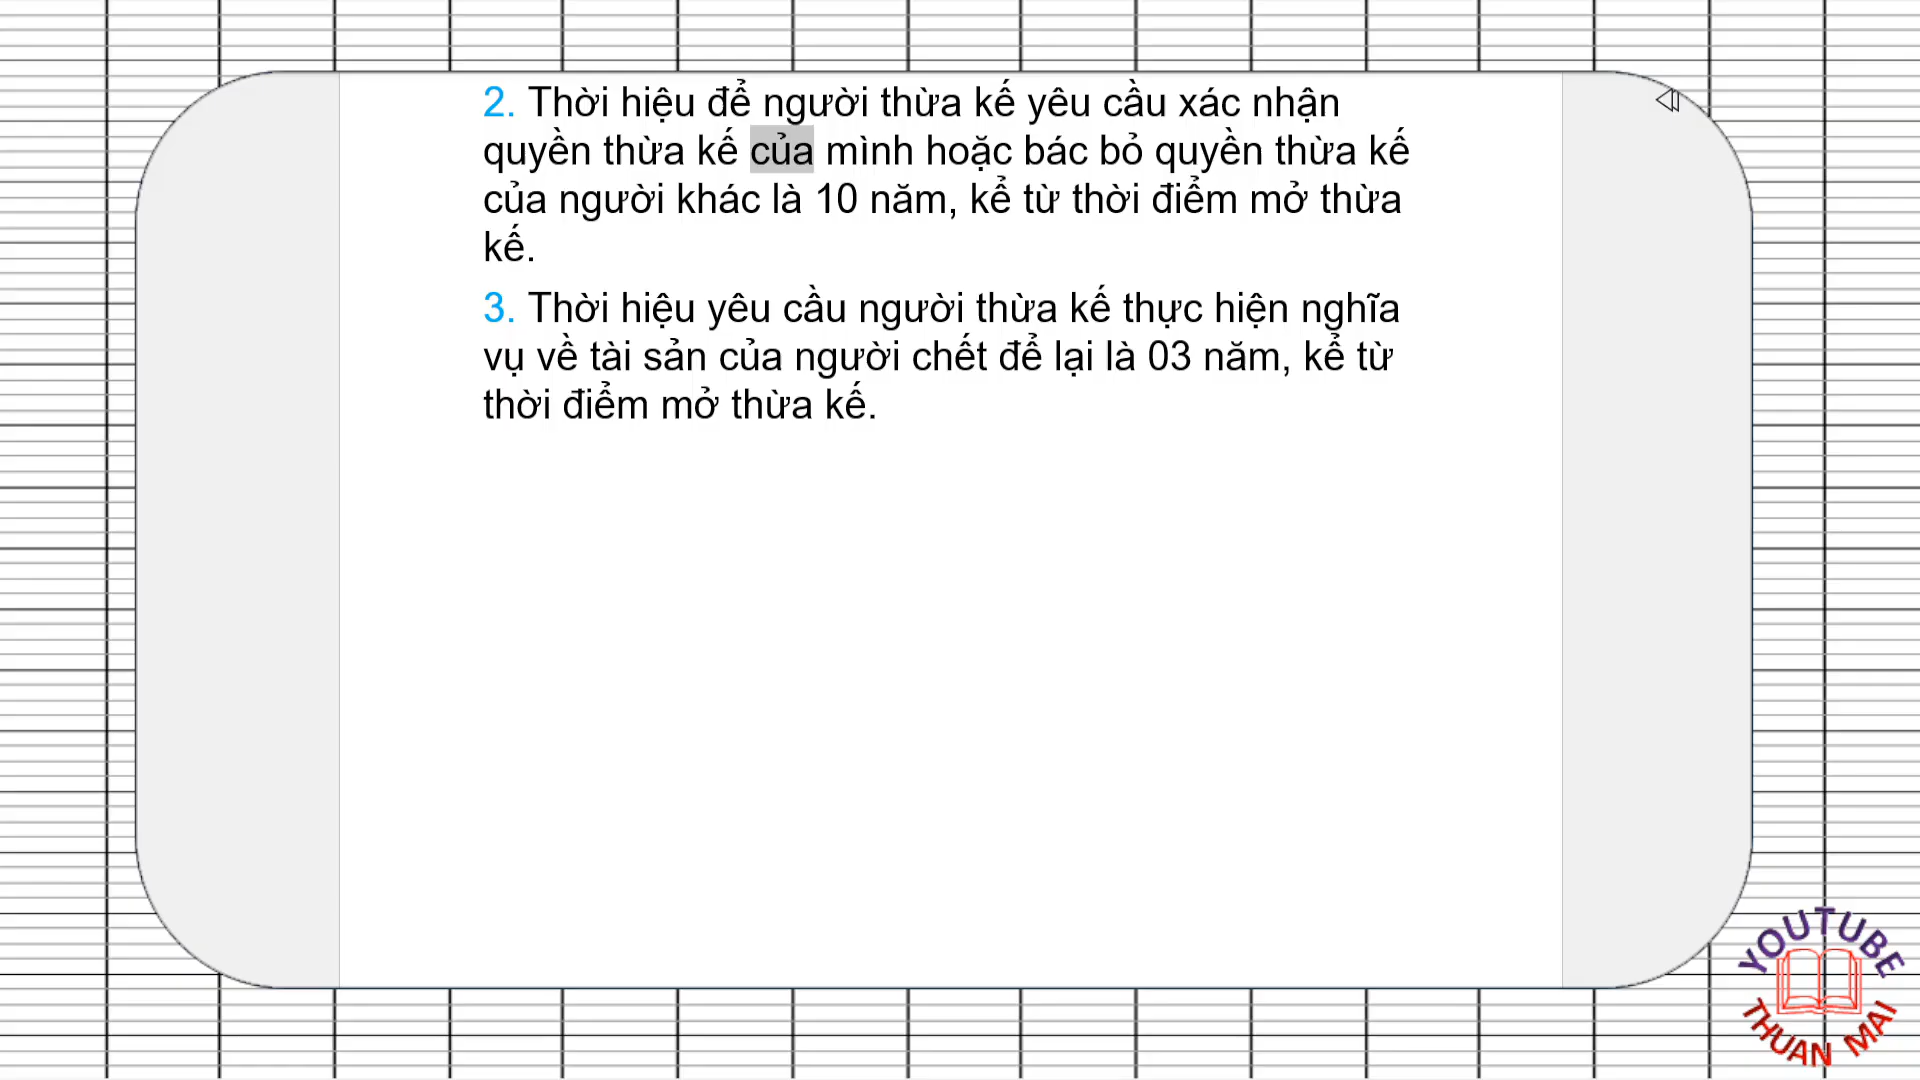 2. Thời hiệu để người thừa kế yêu cầu xác nhận
quyền thừa kế của mình hoặc bác bỏ quyền thừa kế
của người khác là 10 năm, kể từ thời điểm mở thừa
kế.
3. Thời hiệu yêu cầu người thừa kế thực hiện nghĩa
vụ về tài sản của người chết để lại là 03 năm, kể từ
thời điểm mở thừa kế.
YOUTUBE
THUAN MAI